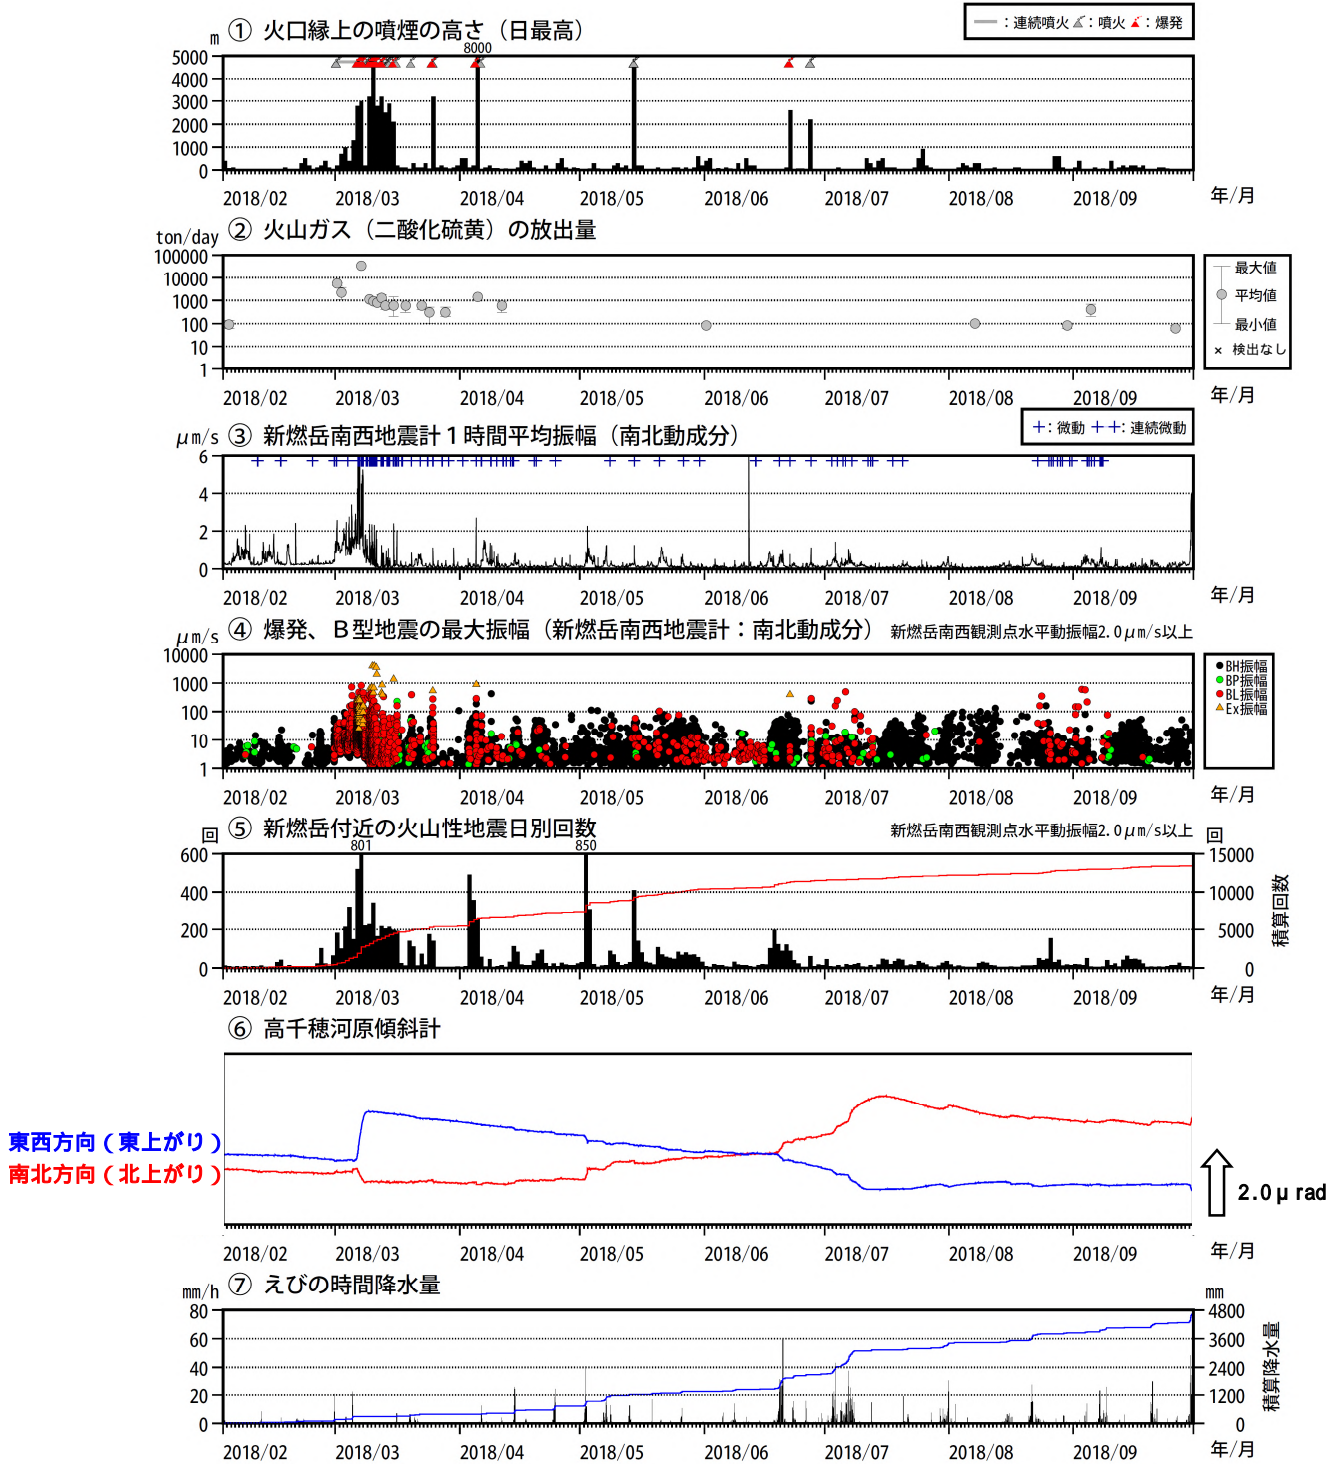 ① 火口縁上の噴煙の高さ（日最高）
━：連続噴火 ：噴火 ：爆発
m
8000
5000
4000
3000
2000
1000
0
2018/02 2018/03 2018/04 2018/05 2018/06 2018/07 2018/08 2018/09 年/月
② 火山ガス（二酸化硫黄）の放出量
ton/day
100000
10000
1000
100
10
1
最大値
平均値
最小値
× 検出なし
2018/02 2018/03 2018/04 2018/05 2018/06 2018/07 2018/08 2018/09 年/月
③ 新燃岳南西地震計１時間平均振幅（南北動成分）
＋：微動 ＋＋：連続微動
μm/s
6
4
2
0
2018/02 2018/03 2018/04 2018/05 2018/06 2018/07 2018/08 2018/09 年/月
④ 爆発、Ｂ型地震の最大振幅（新燃岳南西地震計：南北動成分） 新燃岳南西観測点水平動振幅2.0μm/s以上
μm/s
10000
1000
100
10
1
BH振幅
BP振幅
BL振幅
Ex振幅
2018/02 2018/03 2018/04 2018/05 2018/06 2018/07 2018/08 2018/09 年/月
⑤ 新燃岳付近の火山性地震日別回数 新燃岳南西観測点水平動振幅2.0μm/s以上
回 回
801 850
600 15000
400 10000
200 5000
0 0
積算回数
2018/02 2018/03 2018/04 2018/05 2018/06 2018/07 2018/08 2018/09 年/月
⑥ 高千穂河原傾斜計
東西方向（東上がり）
南北方向（北上がり）
2.0μrad
2018/02 2018/03 2018/04 2018/05 2018/06 2018/07 2018/08 2018/09 年/月
⑦ えびの時間降水量
mm/h mm
80 4800
60 3600
40 2400
20 1200
0 0
積算降水量
2018/02 2018/03 2018/04 2018/05 2018/06 2018/07 2018/08 2018/09 年/月